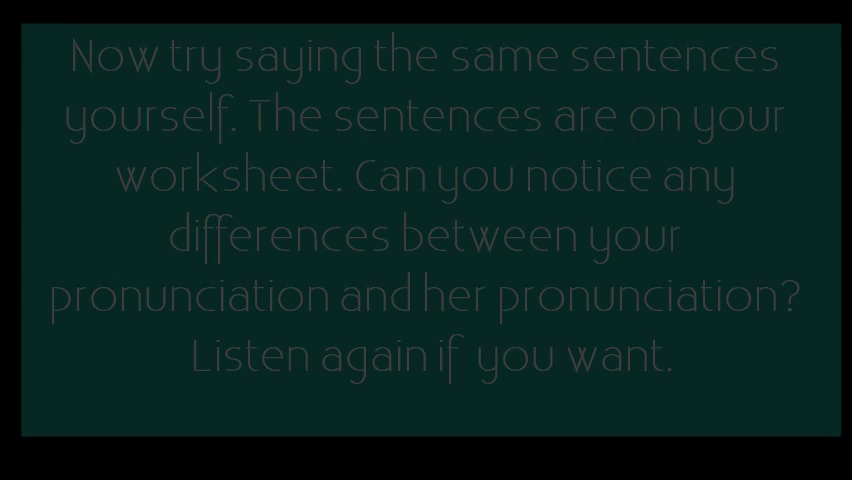 Now try saying the same sentences
yourself. The sentences are on your
worksheet. Can you notice any
differences between your
pronunciation and her pronunciation?
Listen again if you want.